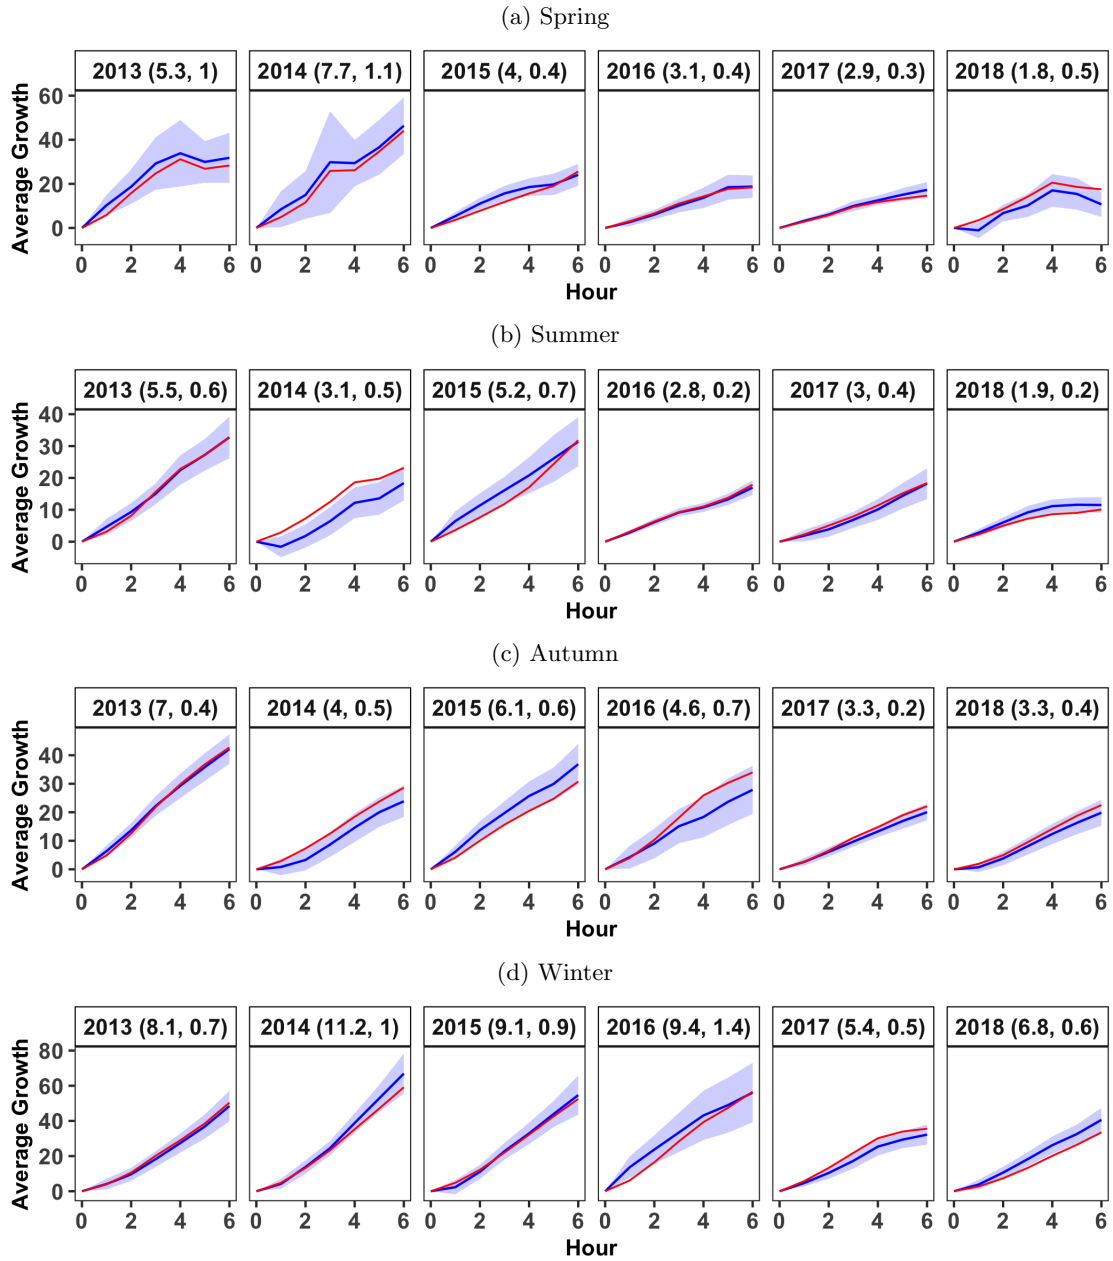 (a) Spring
2013 (5.3, 1) 2014 (7.7, 1.1) 2015 (4, 0.4) 2016 (3.1, 0.4) 2017 (2.9, 0.3) 2018 (1.8, 0.5)
Average Growth
60
40
20
0
0 2 4 6 0 2 4 6 0 2 4 6 0 2 4 6 0 2 4 6 0 2 4 6
Hour
(b) Summer
2013 (5.5, 0.6) 2014 (3.1, 0.5) 2015 (5.2, 0.7) 2016 (2.8, 0.2) 2017 (3, 0.4) 2018 (1.9, 0.2)
Average Growth
40
30
20
10
0
0 2 4 6 0 2 4 6 0 2 4 6 0 2 4 6 0 2 4 6 0 2 4 6
Hour
(c) Autumn
2013 (7, 0.4) 2014 (4, 0.5) 2015 (6.1, 0.6) 2016 (4.6, 0.7) 2017 (3.3, 0.2) 2018 (3.3, 0.4)
Average Growth
40
30
20
10
0
0 2 4 6 0 2 4 6 0 2 4 6 0 2 4 6 0 2 4 6 0 2 4 6
Hour
(d) Winter
2013 (8.1, 0.7) 2014 (11.2, 1) 2015 (9.1, 0.9) 2016 (9.4, 1.4) 2017 (5.4, 0.5) 2018 (6.8, 0.6)
Average Growth
80
60
40
20
0
0 2 4 6 0 2 4 6 0 2 4 6 0 2 4 6 0 2 4 6 0 2 4 6
Hour